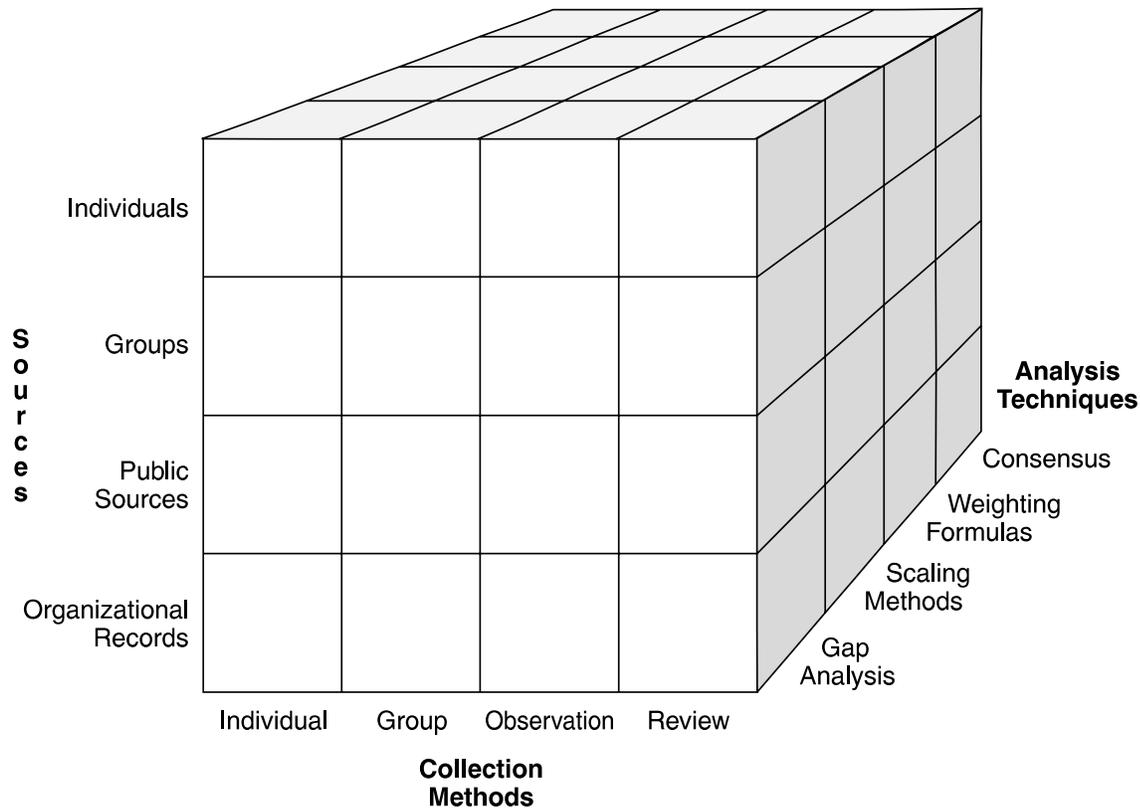 Individuals
Groups
Public
Sources
Organizational
Records
Sources
Individual
Group
Observation
Review
Collection
Methods
Analysis
Techniques
Consensus
Weighting
Formulas
Scaling
Methods
Gap
Analysis